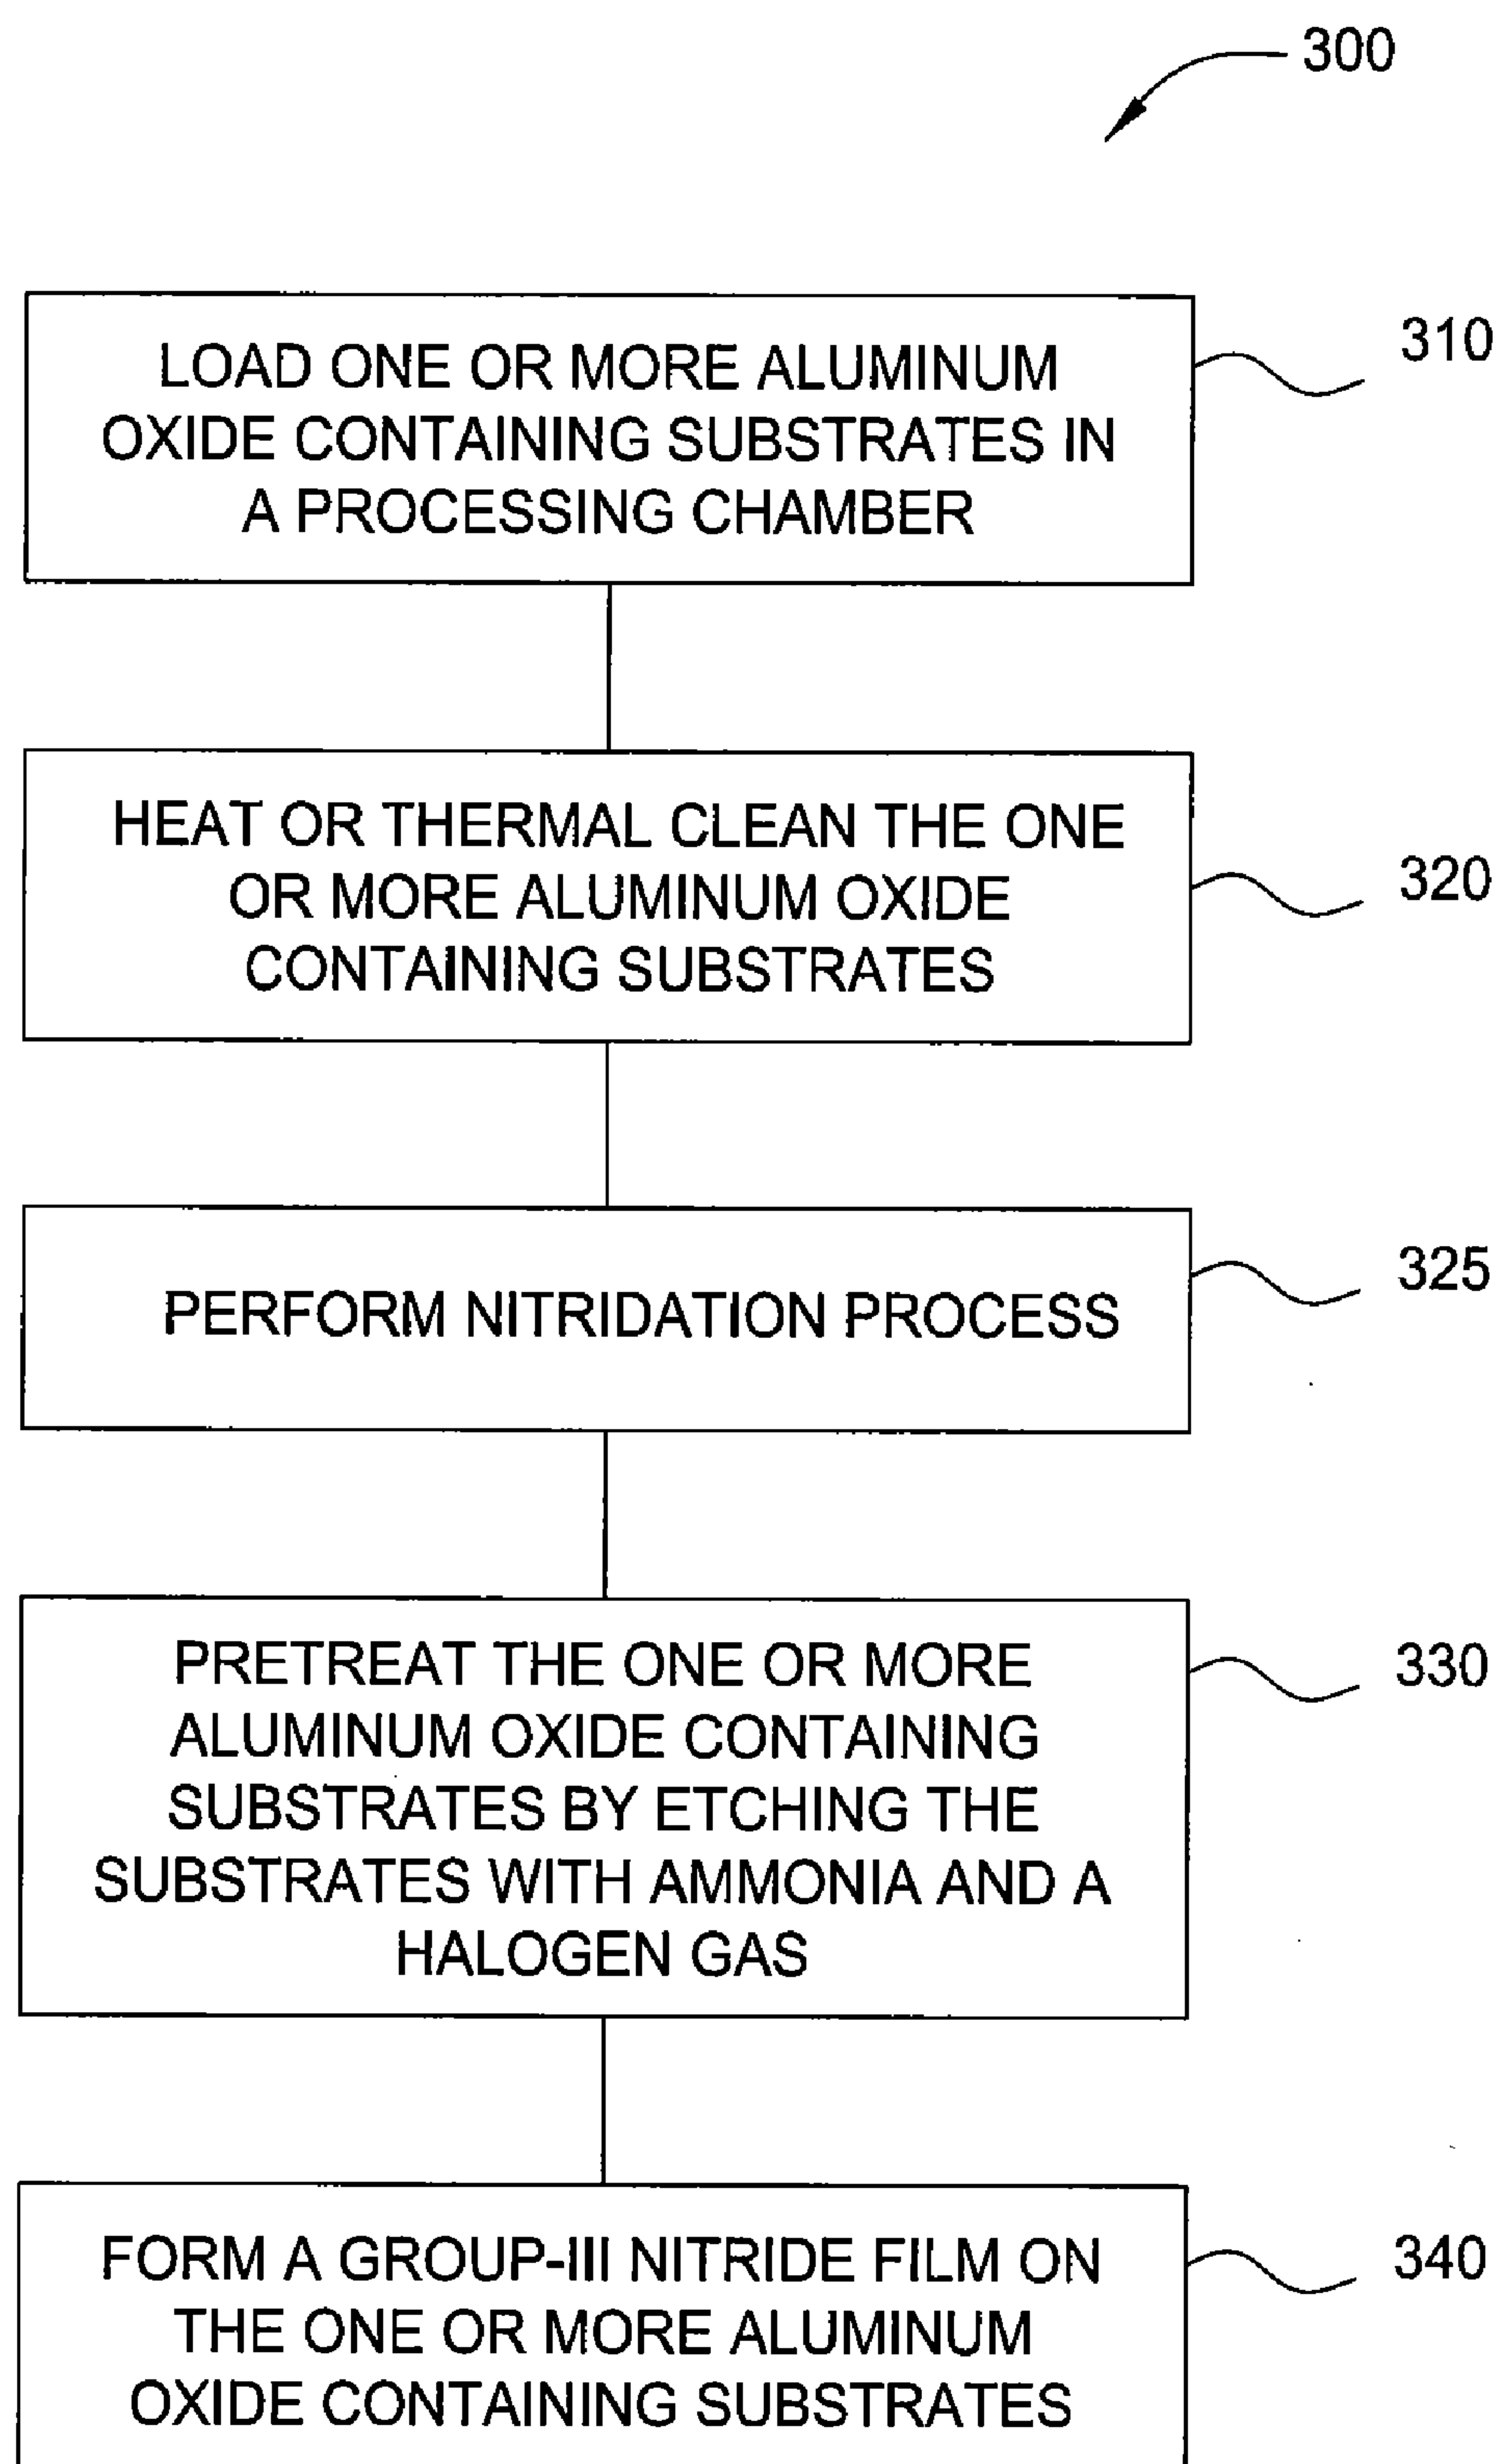 300
LOAD ONE OR MORE ALUMINUM
OXIDE CONTAINING SUBSTRATES IN
A PROCESSING CHAMBER
310
HEAT OR THERMAL CLEAN THE ONE
OR MORE ALUMINUM OXIDE
CONTAINING SUBSTRATES
320
PERFORM NITRIDATION PROCESS
325
PRETREAT THE ONE OR MORE
ALUMINUM OXIDE CONTAINING
SUBSTRATES BY ETCHING THE
SUBSTRATES WITH AMMONIA AND A
HALOGEN GAS
330
FORM A GROUP-III NITRIDE FILM ON
THE ONE OR MORE ALUMINUM
OXIDE CONTAINING SUBSTRATES
340